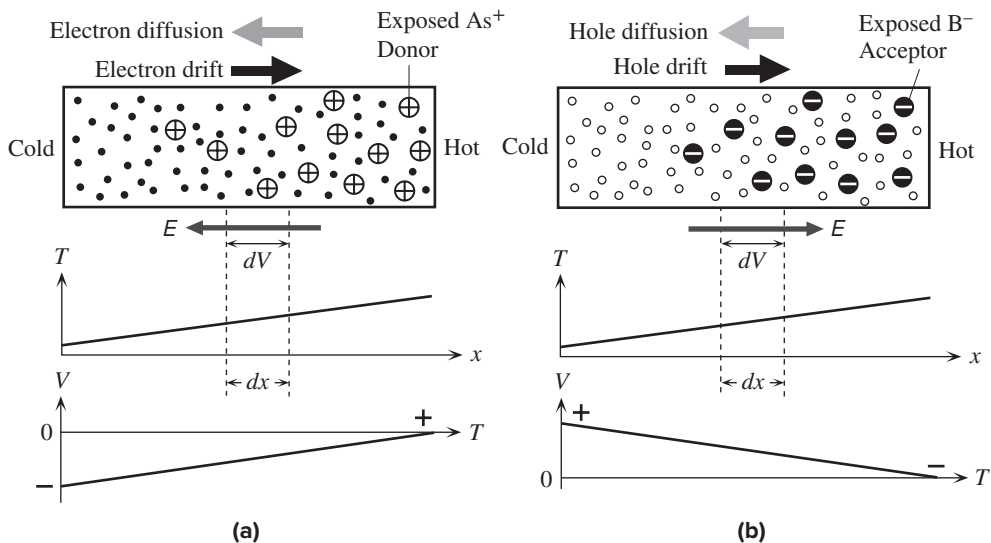 Electron diffusion
Exposed As+
Donor
Electron drift
Cold
Hot
E
dV
T
x
dx
V
0
+
T
−
(a)
Hole diffusion
Exposed B−
Acceptor
Hole drift
Cold
Hot
E
dV
T
x
dx
V
+
−
0
T
(b)